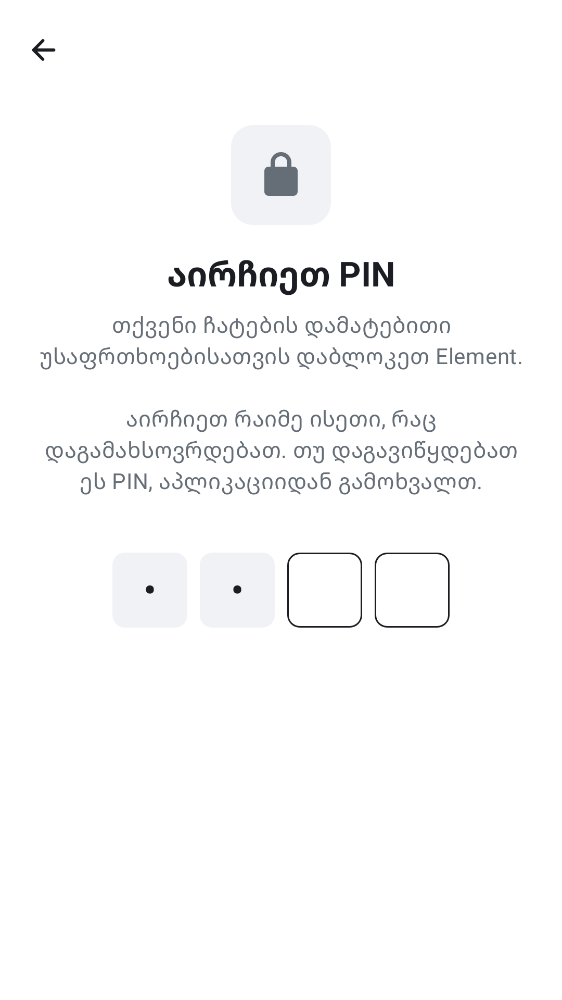 აირჩიეთ PIN
თქვენი ჩატების დამატებითი
უსაფრთხოებისათვის დაბლოკეთ Element.
აირჩიეთ რაიმე ისეთი, რაც
დაგამახსოვრდებათ. თუ დაგავიწყდებათ
ეს PIN, აპლიკაციიდან გამოხვალთ.